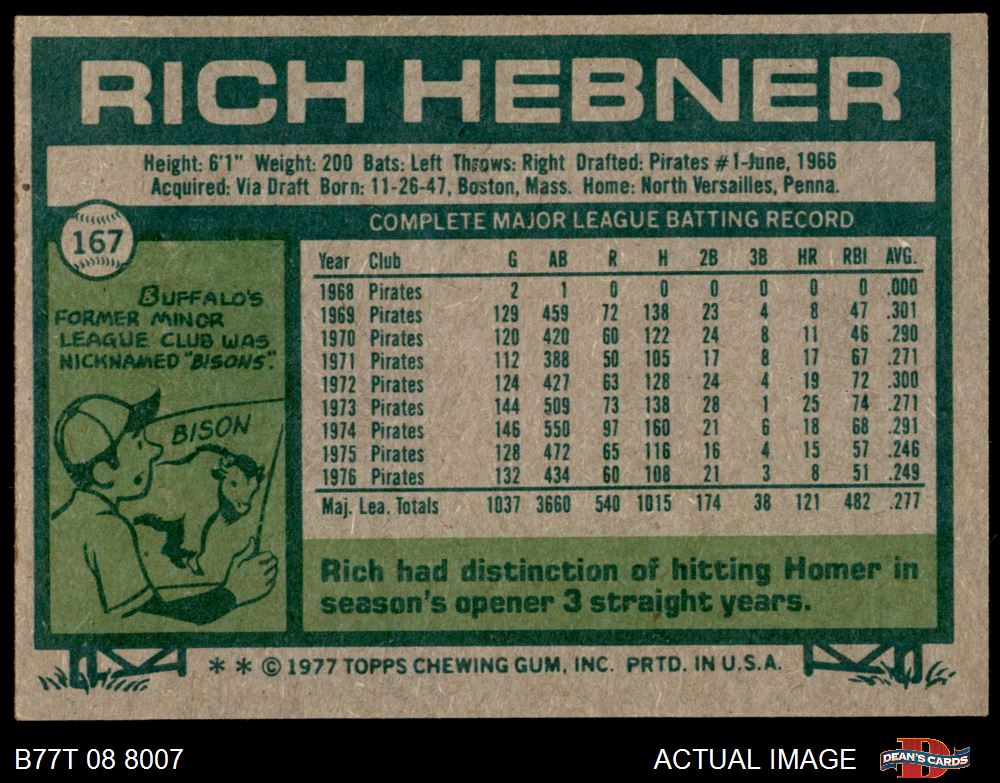 RICH HEBNER
Height: 6'1" Weight: 200 Bats: Left Throws: Right Drafted: Pirates #1-June, 1966
Acquired: Via Draft Born: 11-26-47, Boston, Mass. Home: North Versailles, Penna.
167
COMPLETE MAJOR LEAGUE BATTING RECORD
BUFFALO'S
FORMER MINOR
LEAGUE CLUB WAS
NICKNAMED "BISONS".
BISON
Year Club G AB R H 2B 3B HR RBI AVG.
1968 Pirates 2 1 0 0 0 0 0 0 .000
1969 Pirates 129 459 72 138 23 4 8 47 .301
1970 Pirates 120 420 60 122 24 8 11 46 .290
1971 Pirates 112 388 50 105 17 8 17 67 .271
1972 Pirates 124 427 63 128 24 4 19 72 .300
1973 Pirates 144 509 73 138 28 1 25 74 .271
1974 Pirates 146 550 97 160 21 6 18 68 .291
1975 Pirates 128 472 65 116 16 4 15 57 .246
1976 Pirates 132 434 60 108 21 3 8 51 .249
Maj. Lea. Totals 1037 3660 540 1015 174 38 121 482 .277
Rich had distinction of hitting Homer in
season's opener 3 straight years.
* * © 1977 TOPPS CHEWING GUM, INC. PRTD. IN U.S.A.
B77T 08 8007
ACTUAL IMAGE
DEAN'S CARDS